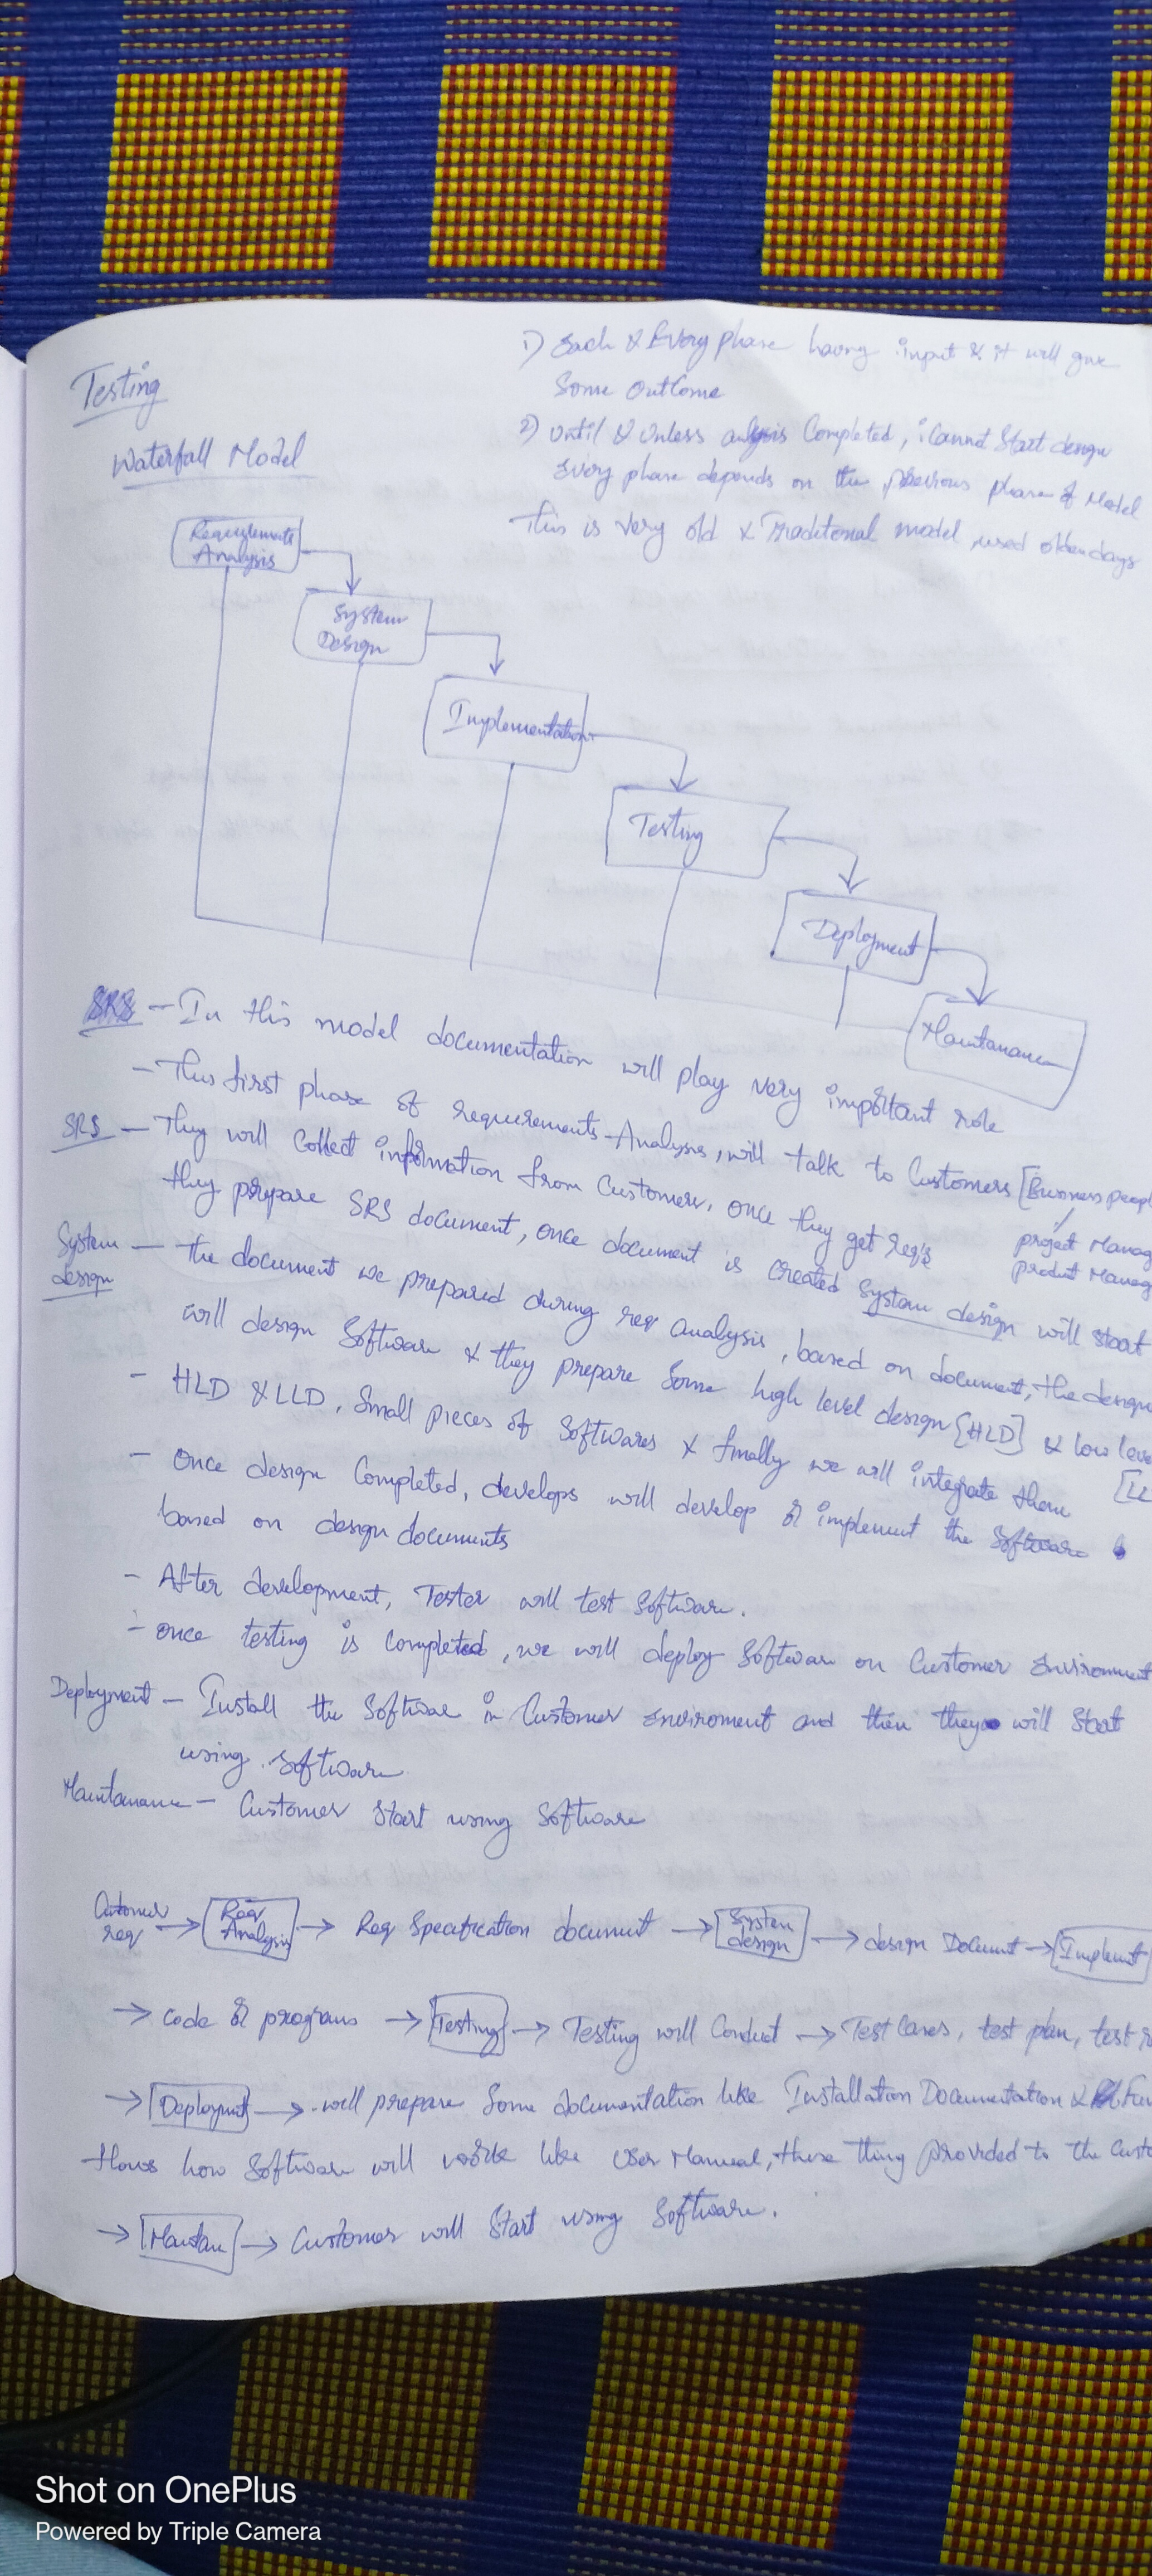 Testing
Waterfall Model
1) Each & Every phase having input & it will give
Some Outcome
2) Until & Unless analysis Completed, i Cannot Start design
Every phase depends on the previous phase of Model
This is very old & Traditional model used olden days
Requirements
Analysis
System
Design
Implementation
Testing
Deployment
Maintanance
SRS - In this model documentation will play very important role
- This first phase of requirements Analysis, will talk to Customers [Business peopl
project Manag
product Manag
SRS - They will Collect information from Customer, once they get req's
they prepare SRS document, once document is created System design will start
System design - the document we prepared during req analysis, based on document, the design
will design Software & they prepare Some high level design [HLD] & low leve
[LL
- HLD & LLD, Small pieces of Softwares & finally we will integrate them
- Once design Completed, develops will develop & implement the Software
based on design documents
- After development, Tester will test Software.
- once testing is Completed, we will deploy Software on Customer Environment
Deployment - Install the Software in Customer Enviroment and then they will Start
using Software
Maintanance - Customer Start using Software
Customer req → Req Analysis → Req Specification document → System design → design Document → Implement
→ Code & programs → Testing → Testing will Conduct → Test Cases, test plan, test r
→ Deployment → will prepare Some documentation like Installation Documentation & Fun
how Software will work like User Manual, these thing provided to the Custo
→ Maintan → Customer will Start using Software.
Shot on OnePlus
Powered by Triple Camera